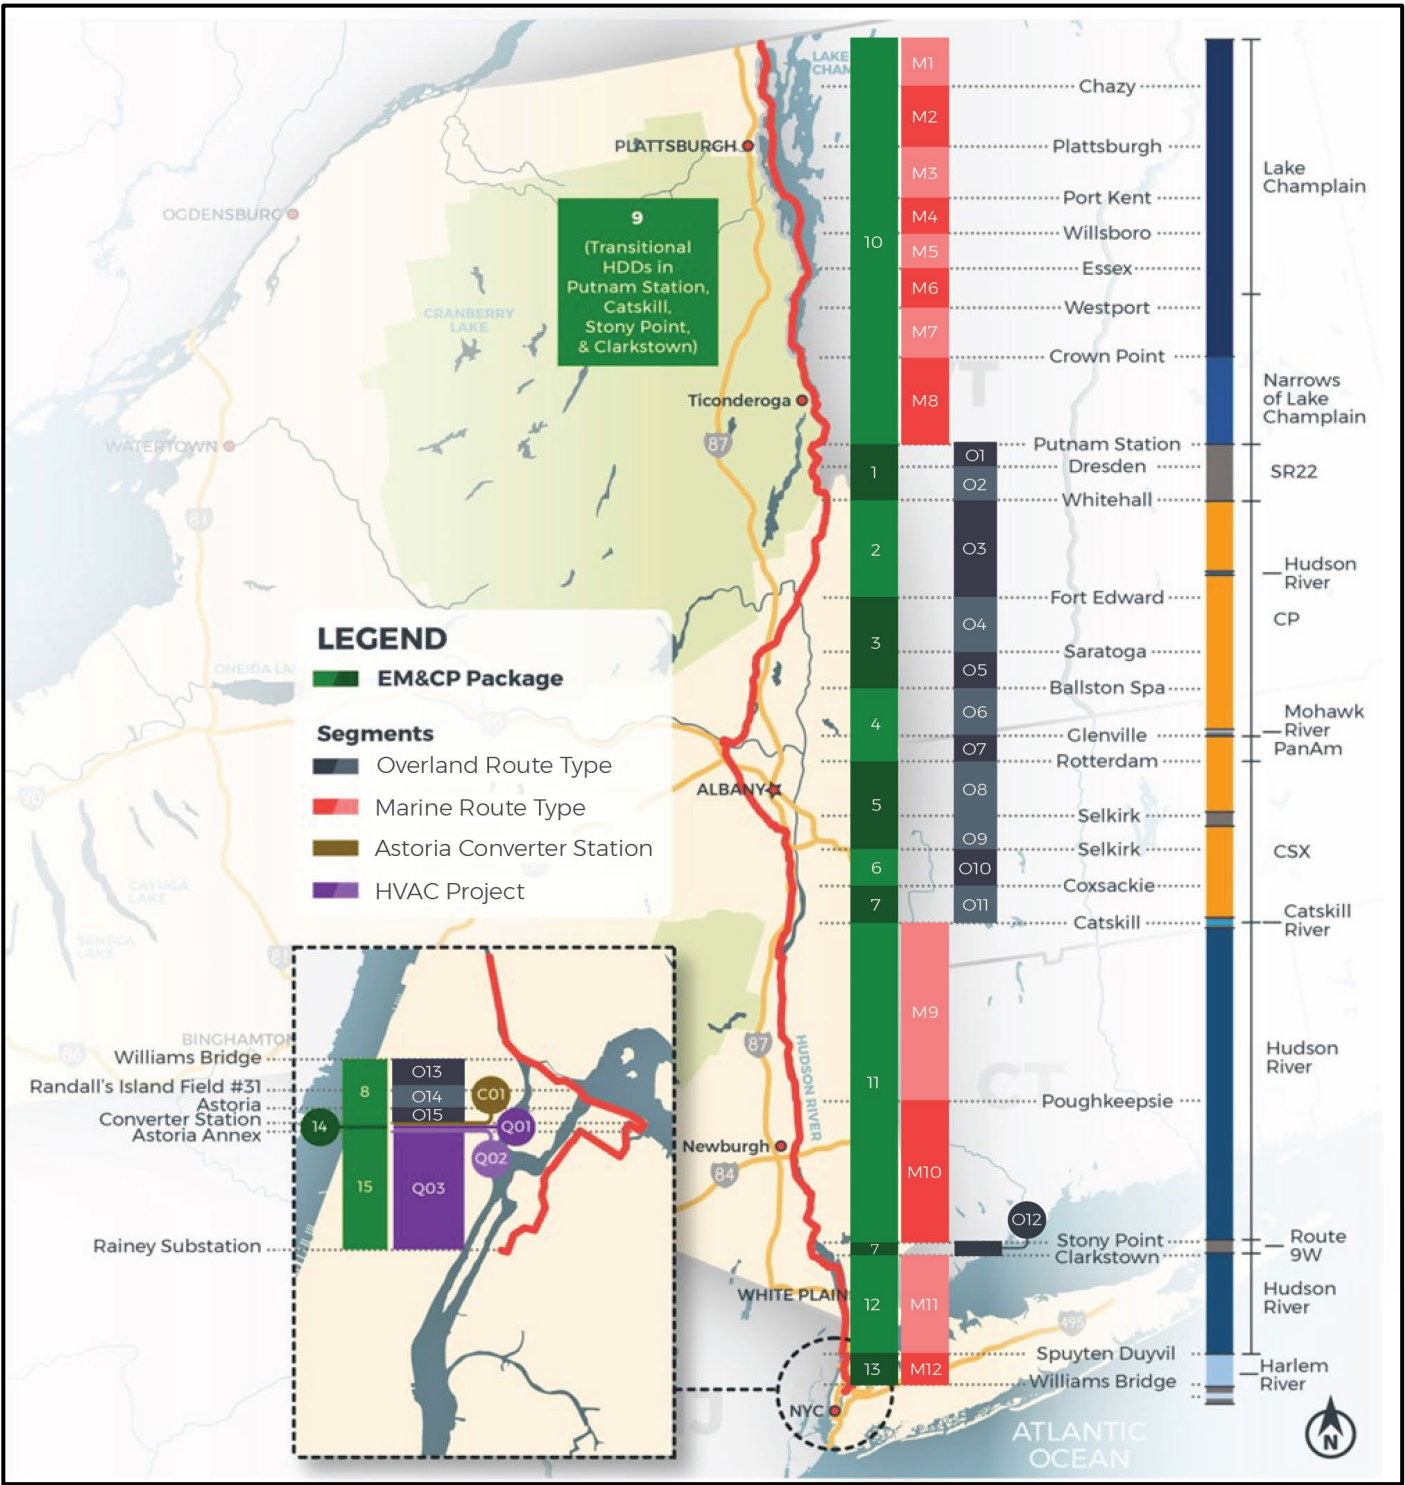 LAKE
CHAM
PLATTSBURGH
OGDENSBURG
9
(Transitional
HDDs in
Putnam Station,
Catskill,
Stony Point,
& Clarkstown)
CRANBERRY
LAKE
Ticonderoga
VT
87
WATERTOWN
81
LEGEND
EM&CP Package
Segments
Overland Route Type
Marine Route Type
Astoria Converter Station
HVAC Project
ONEIDA LA
90
90
ALBANY
CAYUGA
LAKE
SENECA
LAKE
81
BINGHAMTON
86
87
HUDSON RIVER
CT
Newburgh
84
WHITE PLAIN
NYC
495
NJ
ATLANTIC
OCEAN
N
10
1
2
3
4
5
6
7
11
7
12
13
M1
M2
M3
M4
M5
M6
M7
M8
M9
M10
M11
M12
O1
O2
O3
O4
O5
O6
O7
O8
O9
O10
O11
O12
Chazy
Plattsburgh
Port Kent
Willsboro
Essex
Westport
Crown Point
Putnam Station
Dresden
Whitehall
Fort Edward
Saratoga
Ballston Spa
Glenville
Rotterdam
Selkirk
Selkirk
Coxsackie
Catskill
Poughkeepsie
Stony Point
Clarkstown
Spuyten Duyvil
Williams Bridge
Lake
Champlain
Narrows
of Lake
Champlain
SR22
Hudson
River
CP
Mohawk
River
PanAm
CSX
Catskill
River
Hudson
River
Route
9W
Hudson
River
Harlem
River
Williams Bridge
Randall's Island Field #31
Astoria
Converter Station
Astoria Annex
Rainey Substation
8
14
15
O13
O14
O15
C01
Q01
Q02
Q03